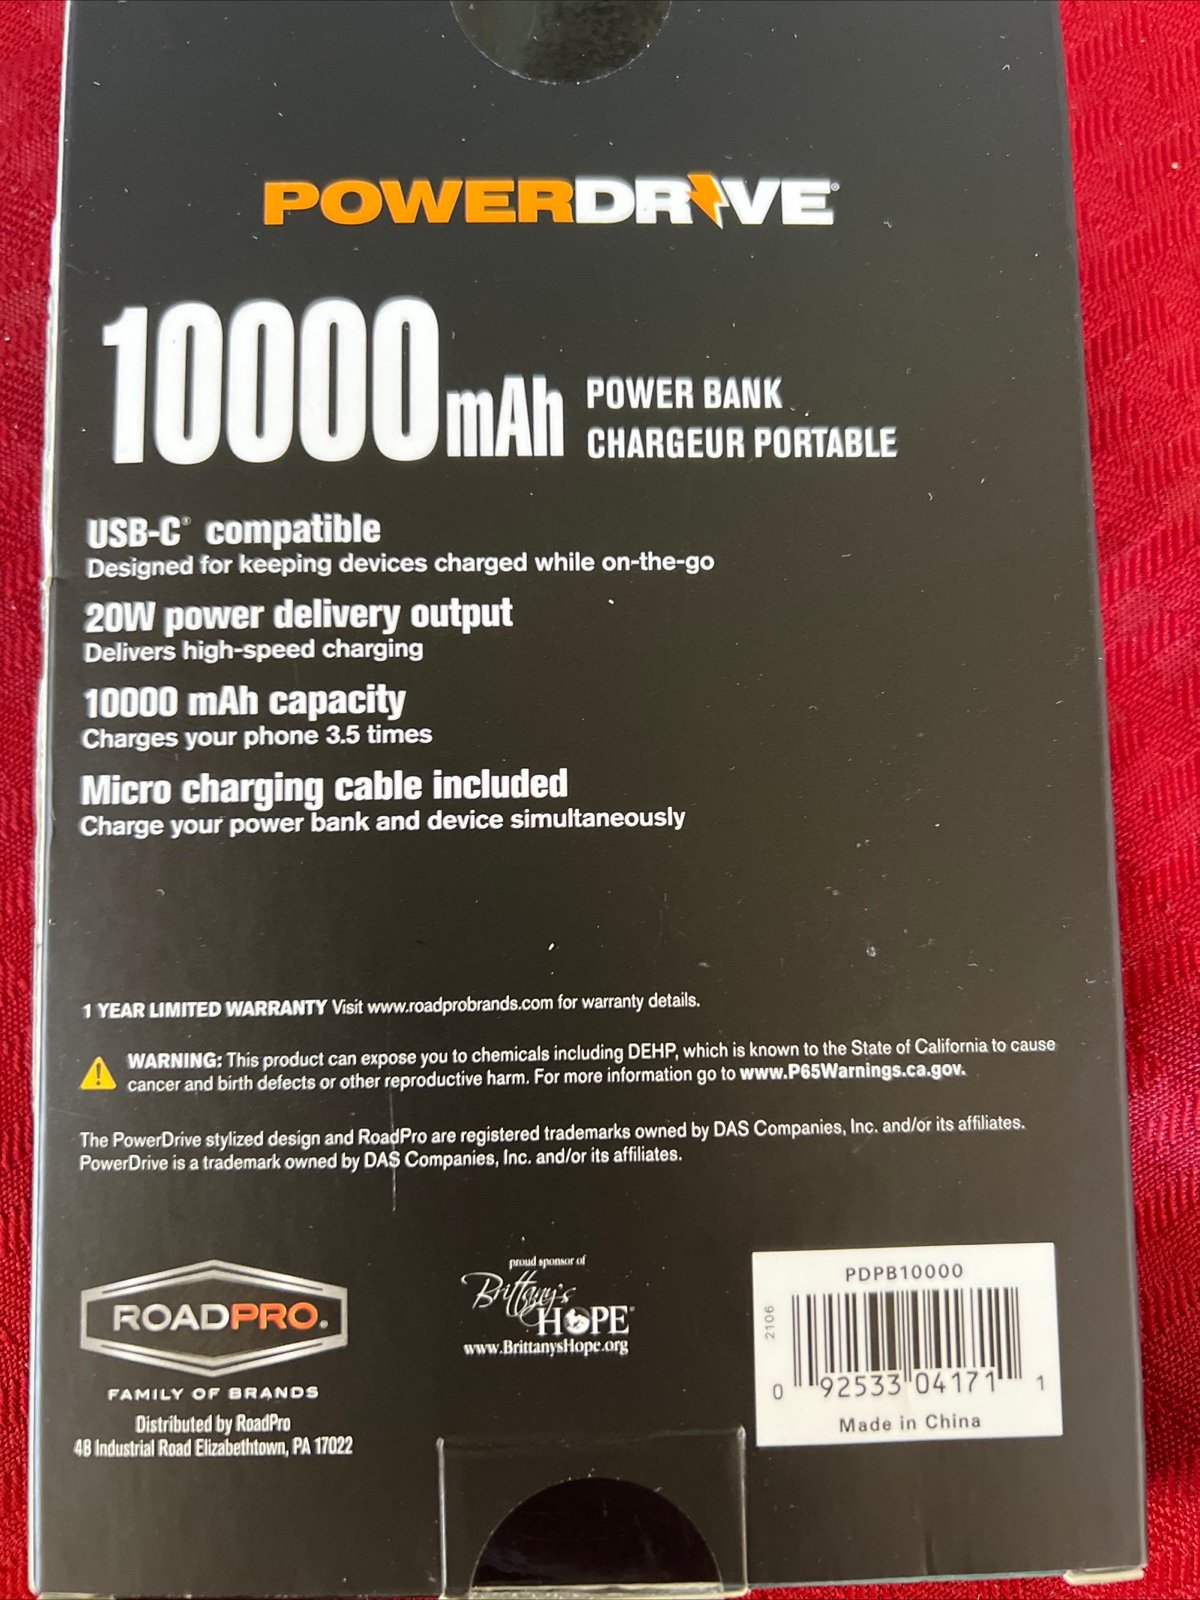 POWERDRIVE®
10000mAh
POWER BANK
CHARGEUR PORTABLE
USB-C® compatible
Designed for keeping devices charged while on-the-go
20W power delivery output
Delivers high-speed charging
10000 mAh capacity
Charges your phone 3.5 times
Micro charging cable included
Charge your power bank and device simultaneously
1 YEAR LIMITED WARRANTY Visit www.roadprobrands.com for warranty details.
WARNING: This product can expose you to chemicals including DEHP, which is known to the State of California to cause
cancer and birth defects or other reproductive harm. For more information go to www.P65Warnings.ca.gov.
The PowerDrive stylized design and RoadPro are registered trademarks owned by DAS Companies, Inc. and/or its affiliates.
PowerDrive is a trademark owned by DAS Companies, Inc. and/or its affiliates.
ROADPRO®
FAMILY OF BRANDS
Distributed by RoadPro
48 Industrial Road Elizabethtown, PA 17022
proud sponsor of
Brittany's
HOPE®
www.BrittanysHope.org
PDPB10000
2106
0 92533 04171 1
Made in China